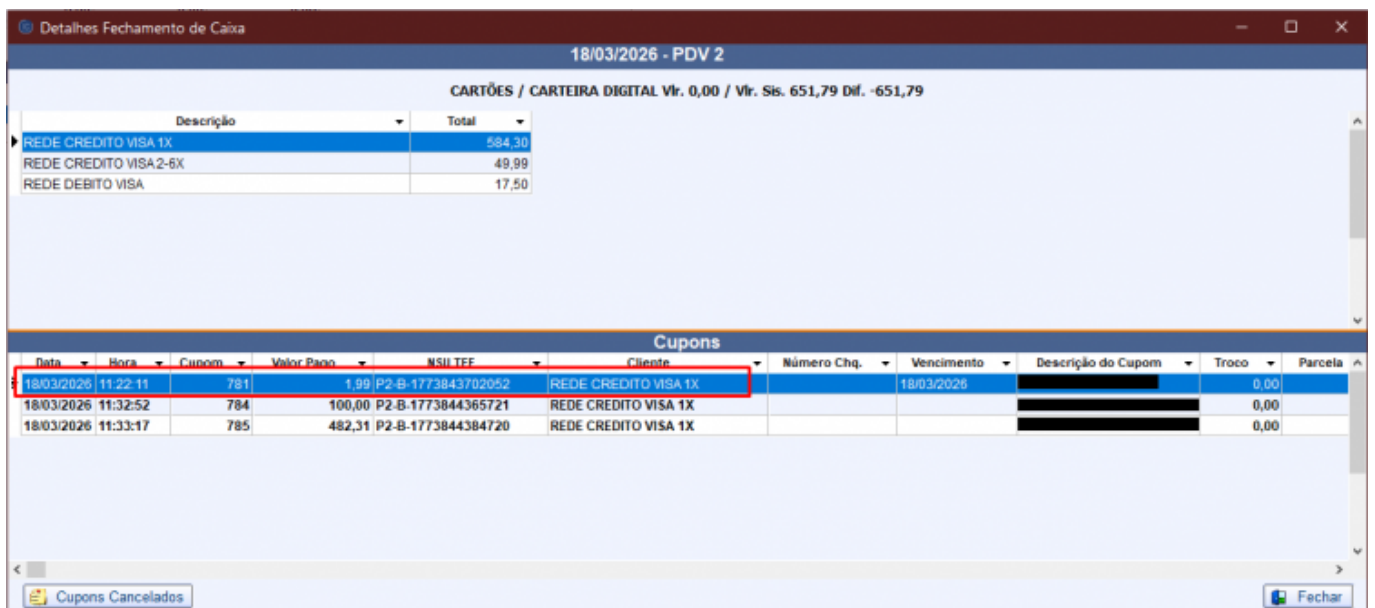 Detalhes Fechamento de Caixa
18/03/2026 - PDV 2
CARTÕES / CARTEIRA DIGITAL Vlr. 0,00 / Vlr. Sis. 651,79 Dif. -651,79
Descrição Total
REDE CREDITO VISA 1X 584,30
REDE CREDITO VISA 2-6X 49,99
REDE DEBITO VISA 17,50
Cupons
Data Hora Cupom Valor Pago NSU TEF Cliente Número Chq. Vencimento Descrição do Cupom Troco Parcela
18/03/2026 11:22:11 781 1,99 P2-B-1773843702052 REDE CREDITO VISA 1X 18/03/2026 0,00
18/03/2026 11:32:52 784 100,00 P2-B-1773844365721 REDE CREDITO VISA 1X 0,00
18/03/2026 11:33:17 785 482,31 P2-B-1773844384720 REDE CREDITO VISA 1X 0,00
Cupons Cancelados Fechar